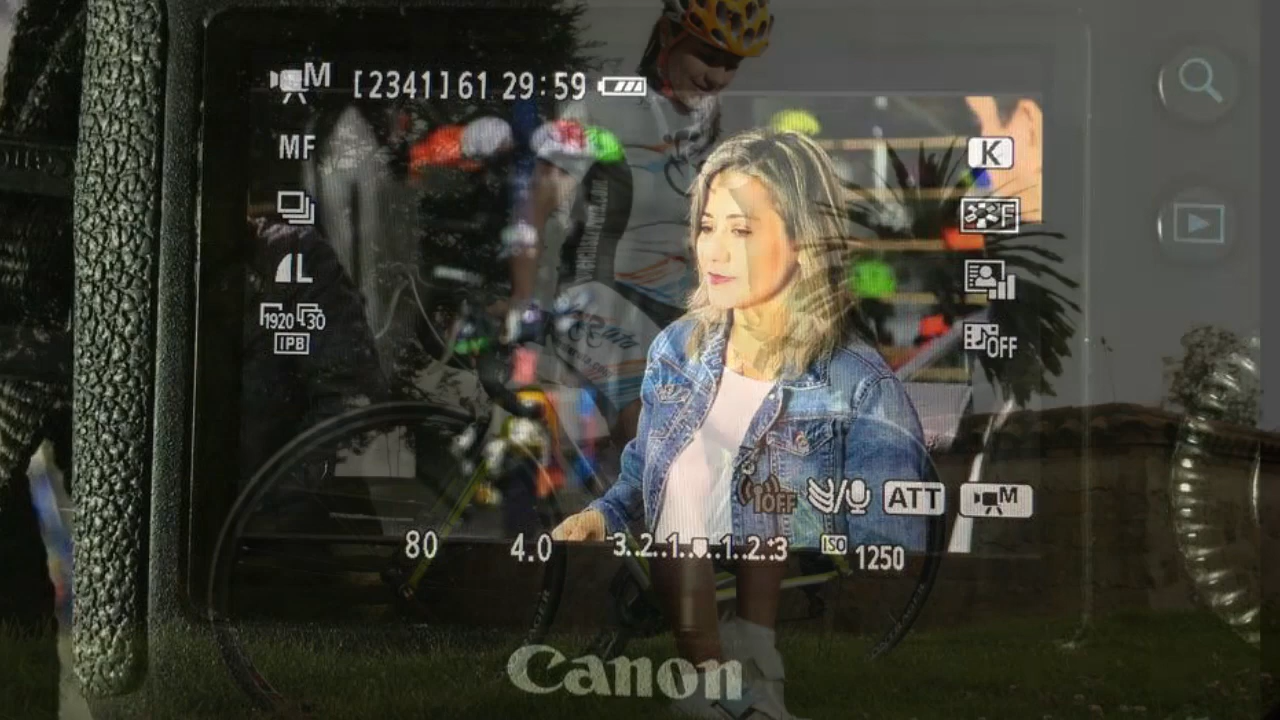 M [2341]61 29:59
MF
K
F
L
1920 30
IPB
OFF
OFF
ATT
M
80 4.0 3..2..1.. ..1..2..3 ISO 1250
Canon